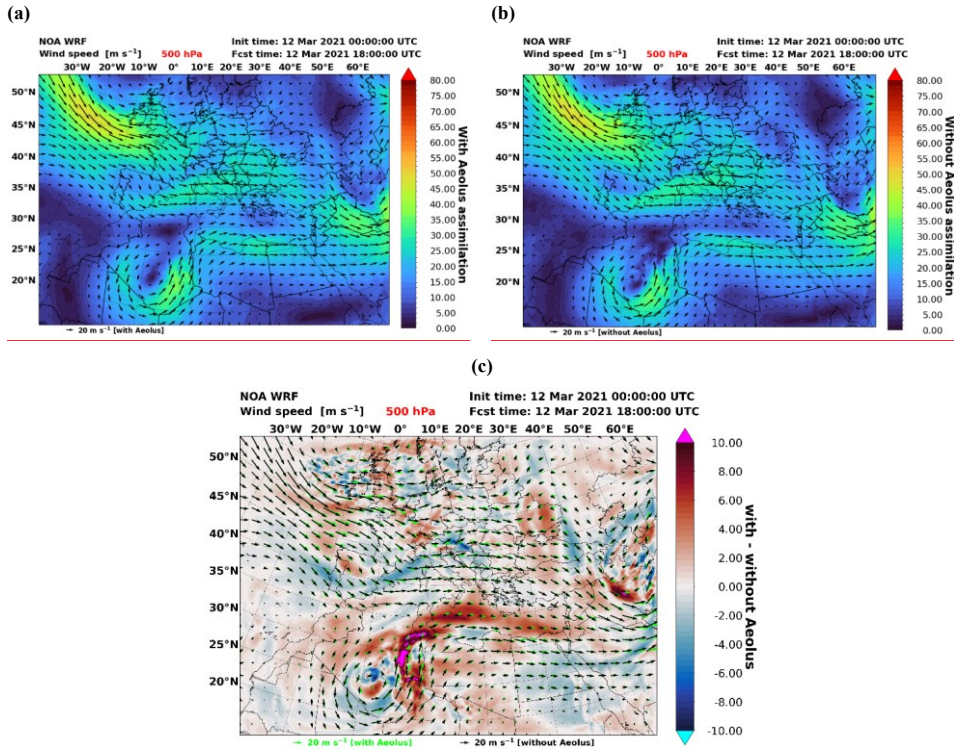 (a)
NOA WRF Init time: 12 Mar 2021 00:00:00 UTC
Wind speed [m s⁻¹] 500 hPa Fcst time: 12 Mar 2021 18:00:00 UTC
30°W 20°W 10°W 0° 10°E 20°E 30°E 40°E 50°E 60°E
50°N
45°N
40°N
35°N
30°N
25°N
20°N
80.00
75.00
70.00
65.00
60.00
55.00
50.00
45.00
40.00
35.00
30.00
25.00
20.00
15.00
10.00
5.00
0.00
With Aeolus assimilation
20 m s⁻¹ [with Aeolus]
(b)
NOA WRF Init time: 12 Mar 2021 00:00:00 UTC
Wind speed [m s⁻¹] 500 hPa Fcst time: 12 Mar 2021 18:00:00 UTC
30°W 20°W 10°W 0° 10°E 20°E 30°E 40°E 50°E 60°E
50°N
45°N
40°N
35°N
30°N
25°N
20°N
80.00
75.00
70.00
65.00
60.00
55.00
50.00
45.00
40.00
35.00
30.00
25.00
20.00
15.00
10.00
5.00
0.00
Without Aeolus assimilation
20 m s⁻¹ [without Aeolus]
(c)
NOA WRF Init time: 12 Mar 2021 00:00:00 UTC
Wind speed [m s⁻¹] 500 hPa Fcst time: 12 Mar 2021 18:00:00 UTC
30°W 20°W 10°W 0° 10°E 20°E 30°E 40°E 50°E 60°E
50°N
45°N
40°N
35°N
30°N
25°N
20°N
10.00
8.00
6.00
4.00
2.00
0.00
-2.00
-4.00
-6.00
-8.00
-10.00
with - without Aeolus
20 m s⁻¹ [with Aeolus] 20 m s⁻¹ [without Aeolus]